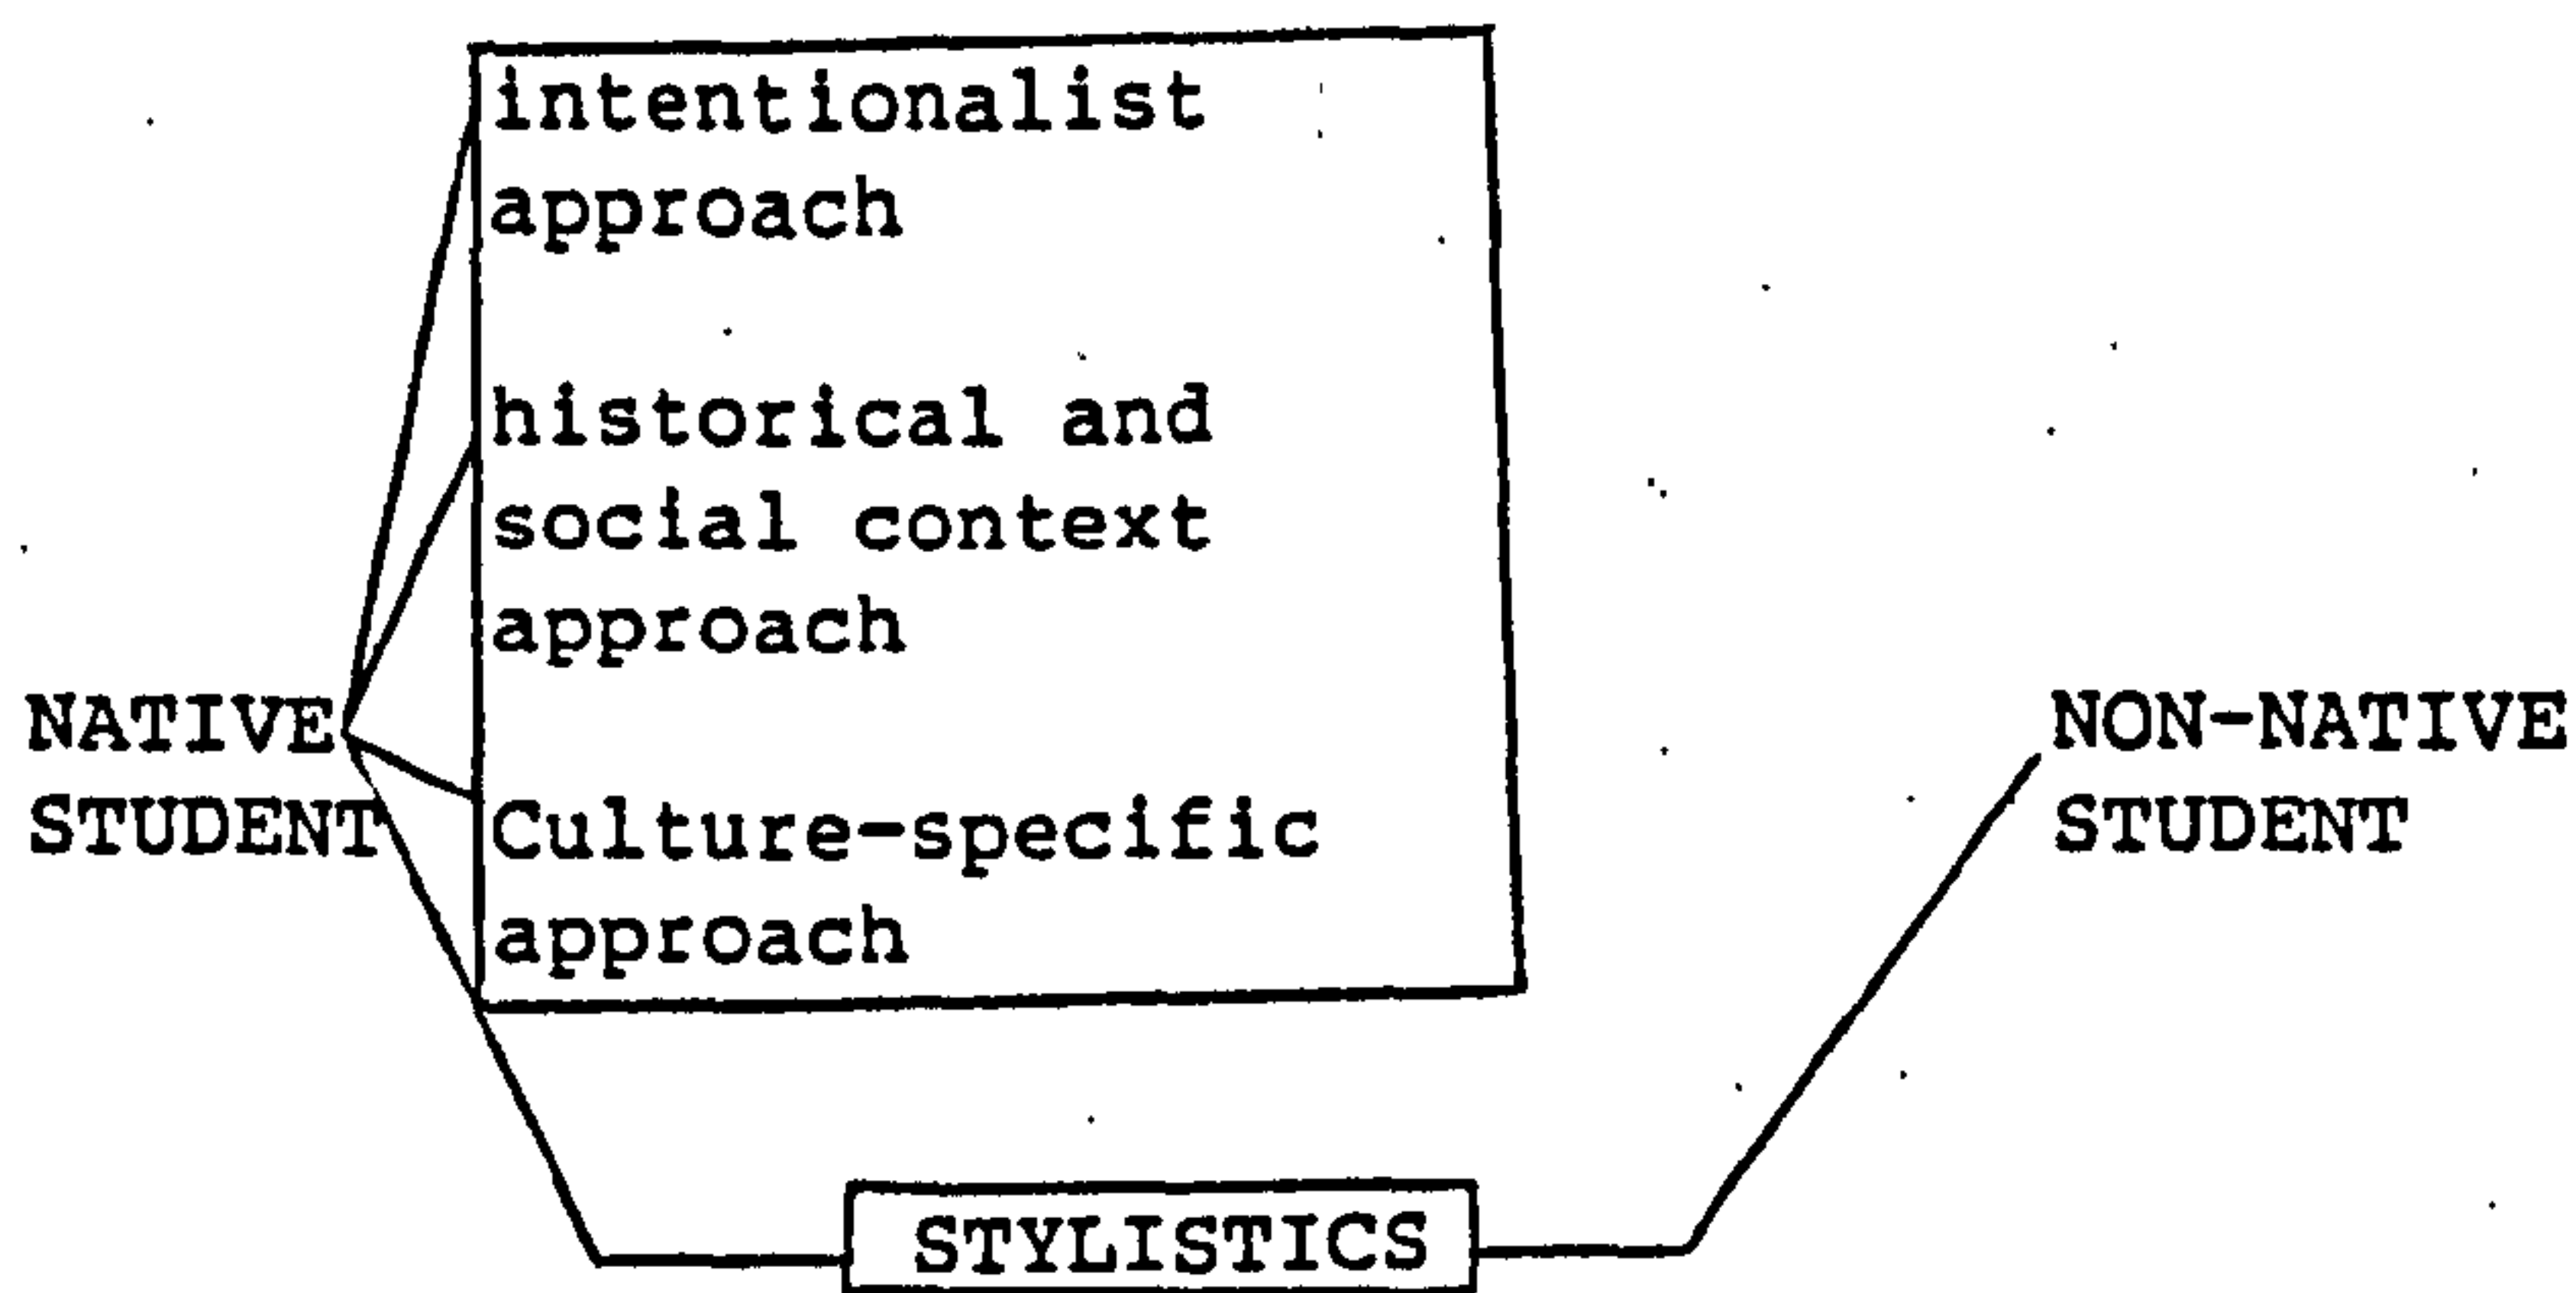 intentionalist
approach
historical and
social context
approach
NATIVE
STUDENT
Culture-specific
approach
NON-NATIVE
STUDENT
STYLISTICS